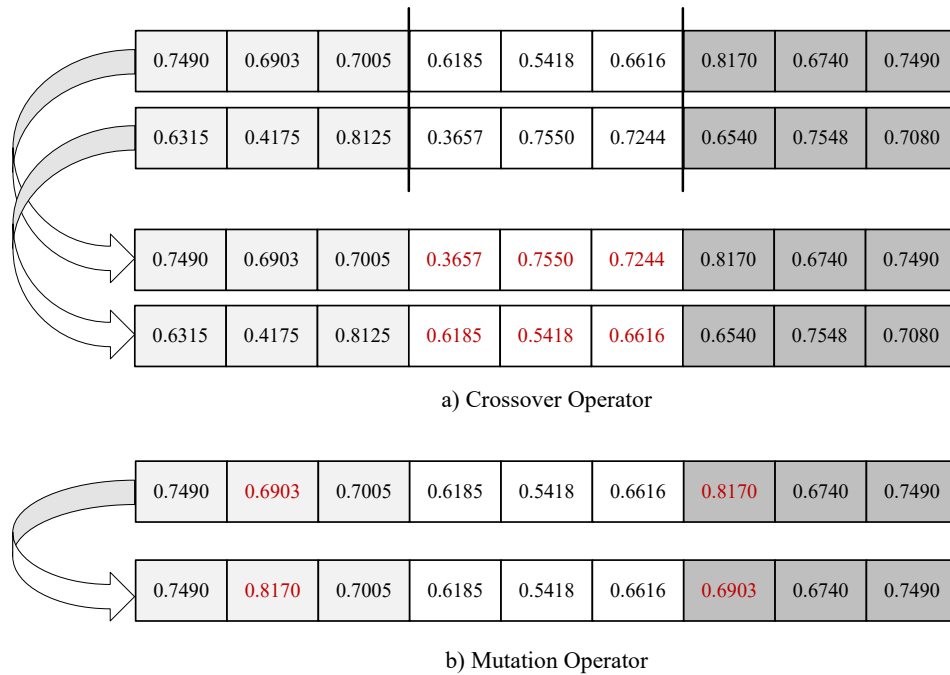 0.7490 0.6903 0.7005 0.6185 0.5418 0.6616 0.8170 0.6740 0.7490
0.6315 0.4175 0.8125 0.3657 0.7550 0.7244 0.6540 0.7548 0.7080
0.7490 0.6903 0.7005 0.3657 0.7550 0.7244 0.8170 0.6740 0.7490
0.6315 0.4175 0.8125 0.6185 0.5418 0.6616 0.6540 0.7548 0.7080
a) Crossover Operator
0.7490 0.6903 0.7005 0.6185 0.5418 0.6616 0.8170 0.6740 0.7490
0.7490 0.8170 0.7005 0.6185 0.5418 0.6616 0.6903 0.6740 0.7490
b) Mutation Operator